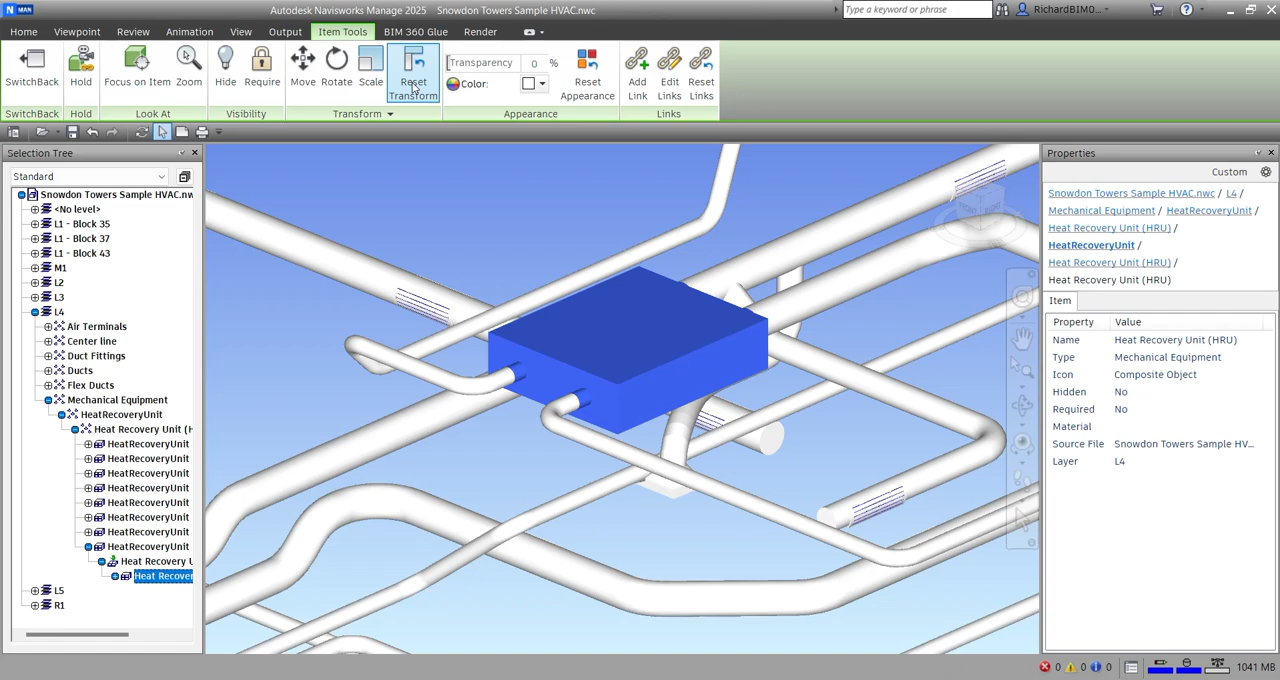 N MAN Autodesk Navisworks Manage 2025 Snowdon Towers Sample HVAC.nwc Type a keyword or phrase RichardBIMO...
Home Viewpoint Review Animation View Output Item Tools BIM 360 Glue Render
SwitchBack Hold Focus on Item Zoom Hide Require Move Rotate Scale Reset Transform Transparency 0 % Color: Reset Appearance Add Link Edit Links Reset Links
SwitchBack Hold Look At Visibility Transform Appearance Links
Selection Tree
Standard
Snowdon Towers Sample HVAC.nw
<No level>
L1 - Block 35
L1 - Block 37
L1 - Block 43
M1
L2
L3
L4
Air Terminals
Center line
Duct Fittings
Ducts
Flex Ducts
Mechanical Equipment
HeatRecoveryUnit
Heat Recovery Unit (H
HeatRecoveryUnit
HeatRecoveryUnit
HeatRecoveryUnit
HeatRecoveryUnit
HeatRecoveryUnit
HeatRecoveryUnit
HeatRecoveryUnit
HeatRecoveryUnit
Heat Recovery U
Heat Recover
L5
R1
Properties
Custom
Snowdon Towers Sample HVAC.nwc / L4 /
Mechanical Equipment / HeatRecoveryUnit /
Heat Recovery Unit (HRU) /
HeatRecoveryUnit /
Heat Recovery Unit (HRU) /
Heat Recovery Unit (HRU)
Item
Property Value
Name Heat Recovery Unit (HRU)
Type Mechanical Equipment
Icon Composite Object
Hidden No
Required No
Material
Source File Snowdon Towers Sample HV...
Layer L4
0 0 0 1041 MB